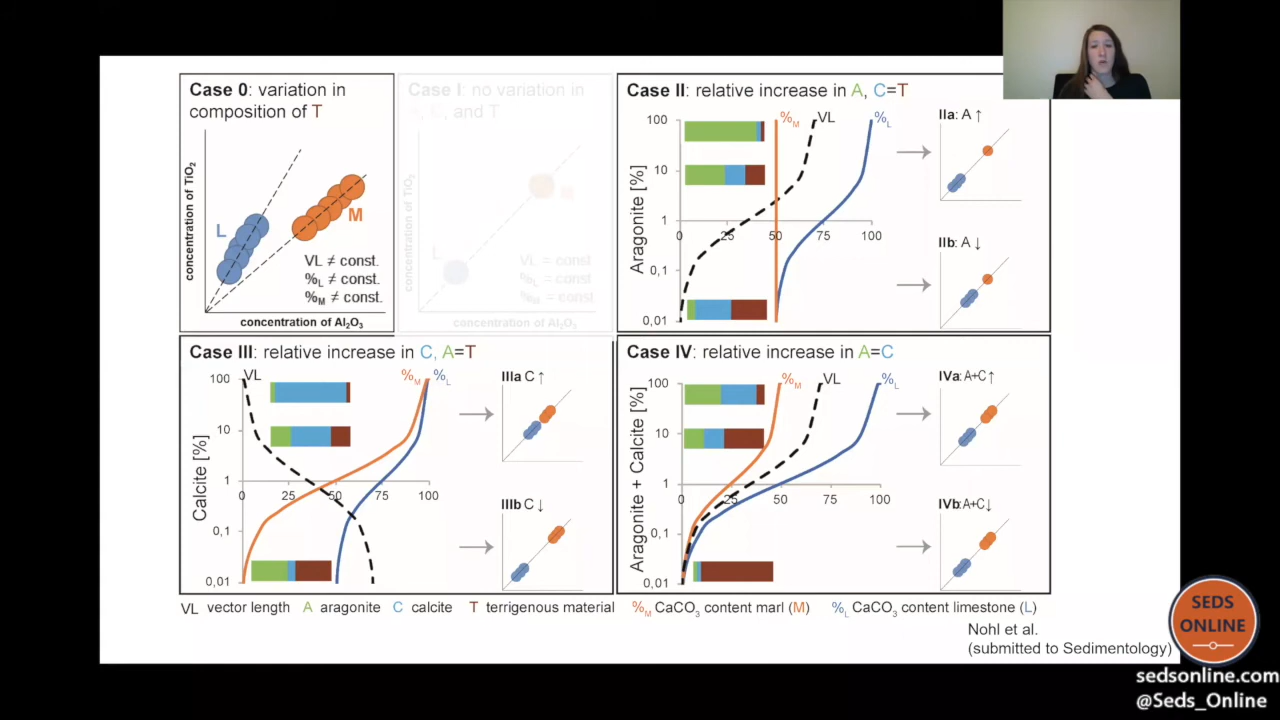 Case 0: variation in
composition of T
concentration of TiO₂
L
M
VL ≠ const.
%L ≠ const.
%M ≠ const.
concentration of Al₂O₃
Case I: no variation in
and T
concentration of TiO₂
VL = const
%L = const
%M = const
concentration of Al₂O₃
Case II: relative increase in A, C=T
Aragonite [%]
100
10
1
0,1
0,01
0
25
50
75
100
%M
VL
%L
IIa: A ↑
IIb: A ↓
Case III: relative increase in C, A=T
Calcite [%]
100
10
1
0,1
0,01
0
25
50
75
100
VL
%M
%L
IIIa C ↑
IIIb C ↓
Case IV: relative increase in A=C
Aragonite + Calcite [%]
100
10
1
0,1
0,01
0
25
50
75
100
%M
VL
%L
IVa: A+C↑
IVb: A+C↓
VL vector length A aragonite C calcite T terrigenous material %M CaCO₃ content marl (M) %L CaCO₃ content limestone (L)
Nohl et al.
(submitted to Sedimentology)
SEDS
ONLINE
sedsonline.com
@Seds_Online